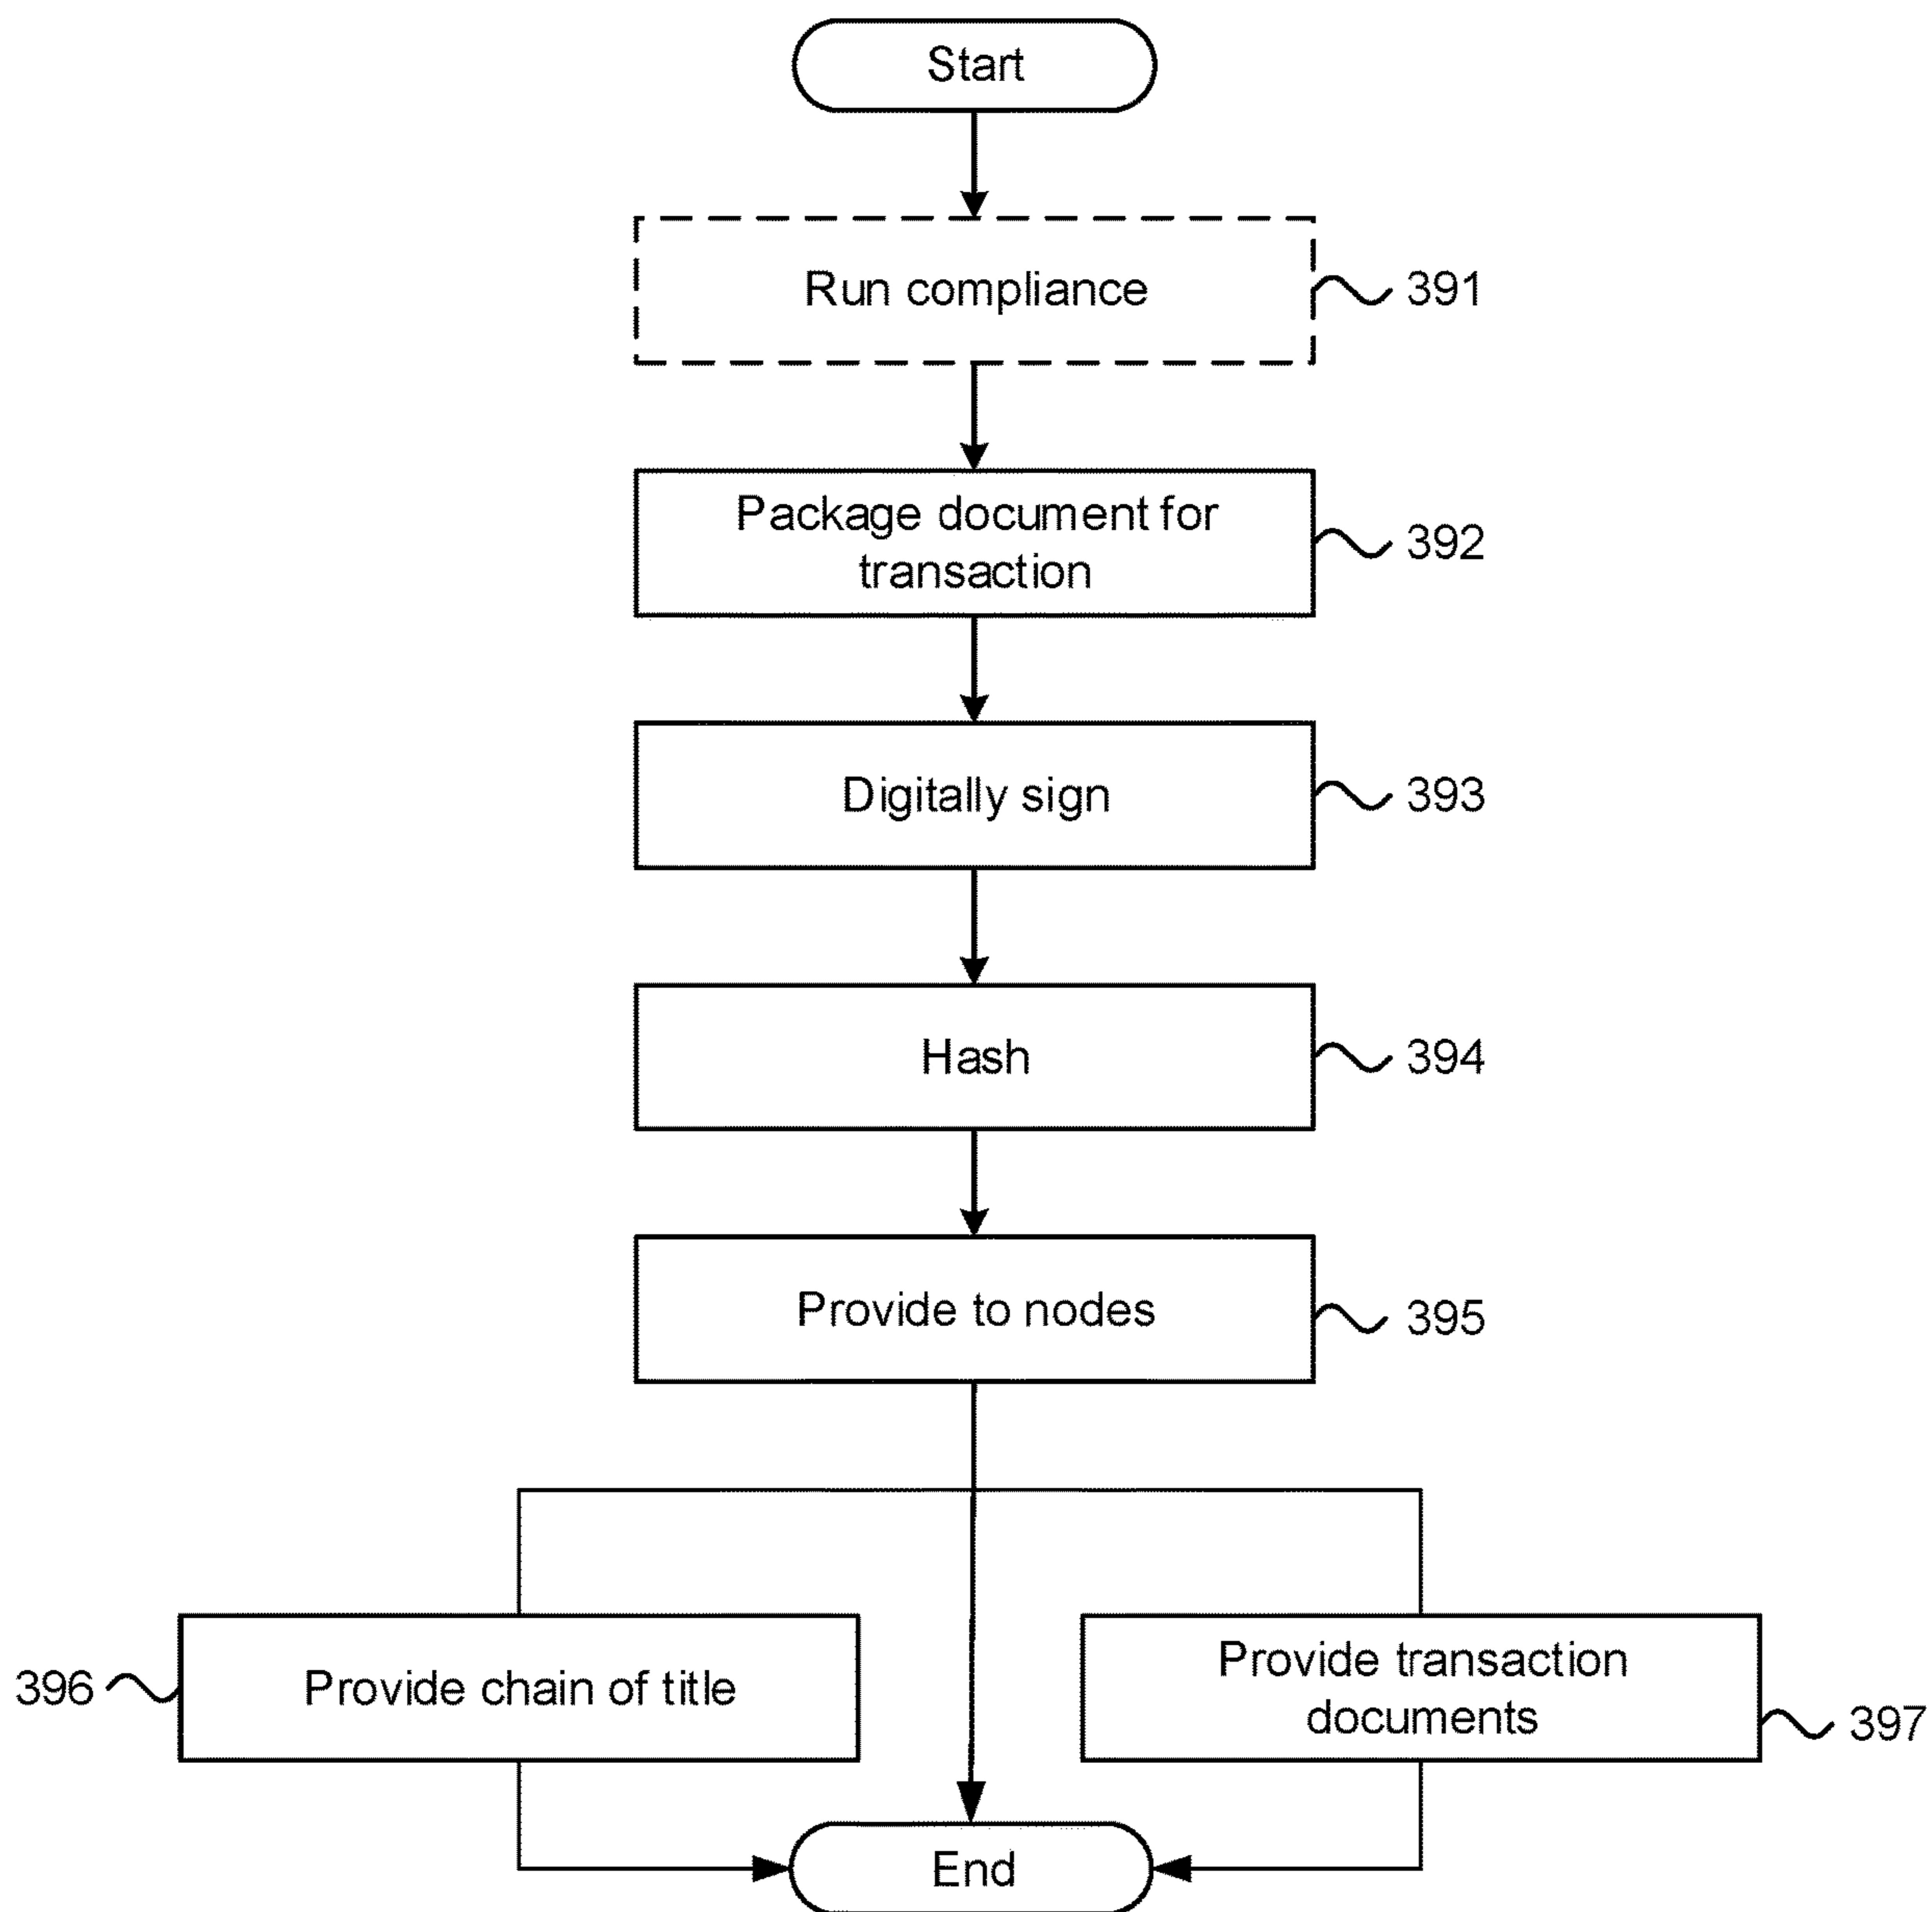 Start
Run compliance
391
Package document for
transaction
392
Digitally sign
393
Hash
394
Provide to nodes
395
396
Provide chain of title
Provide transaction
documents
397
End